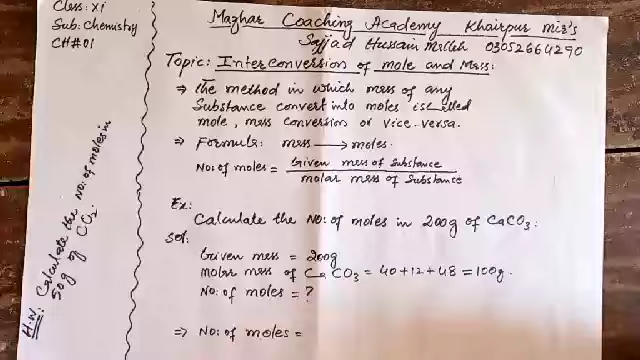 Class: XI
Sub: Chemistry
CH#01
Mazhar Coaching Academy Khairpur mir's
Sajjad Hussain 03052664290
Topic: Interconversion of mole and Mass:
⇒ The method in which mass of any
Substance convert into moles is called
mole, mass conversion or vice versa.
⇒ Formula: mass → moles.
No: of moles = Given mass of substance / molar mass of substance
Ex:
Calculate the No: of moles in 200g of CaCO3.
Sol:
Given mass = 200g
Molar mass of CaCO3 = 40+12+48 = 100g.
No: of moles = ?
⇒ No: of moles =
H.W: Calculate the No: of moles in
50g of CO2.